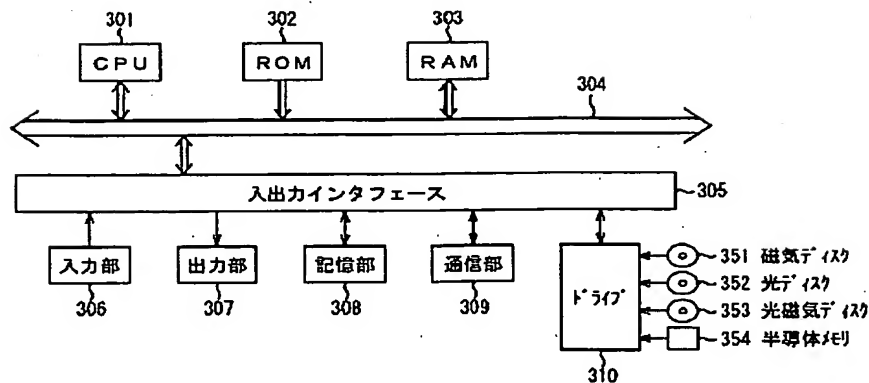 301
302
303
CPU
ROM
RAM
304
入出力インタフェース
305
入力部
出力部
記憶部
通信部
306
307
308
309
ドライブ
310
351 磁気ディスク
352 光ディスク
353 光磁気ディスク
354 半導体メモリ